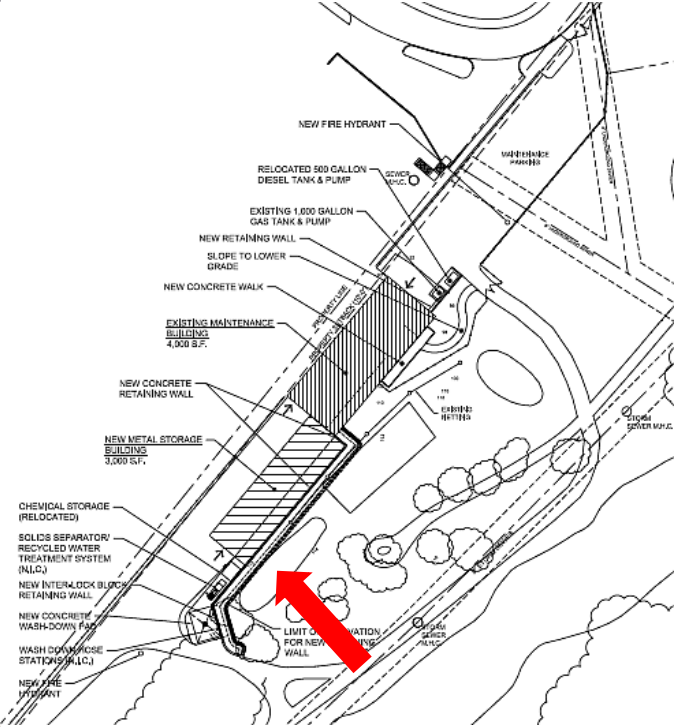 NEW FIRE HYDRANT
MAINTENANCE
PARKING
RELOCATED 500 GALLON
DIESEL TANK & PUMP
SEWER
M.H.C.
EXISTING 1,000 GALLON
GAS TANK & PUMP
NEW RETAINING WALL
SLOPE TO LOWER
GRADE
NEW CONCRETE WALK
PROPERTY LINE
EXISTING MAINTENANCE
BUILDING
4,000 S.F.
NEW CONCRETE
RETAINING WALL
EXISTING
NETTING
STORM
SEWER M.H.C.
NEW METAL STORAGE
BUILDING
3,000 S.F.
CHEMICAL STORAGE
(RELOCATED)
SOLIDS SEPARATOR/
RECYCLED WATER
TREATMENT SYSTEM
(N.I.C.)
NEW INTER-LOCK BLOCK
RETAINING WALL
NEW CONCRETE
WASH-DOWN PAD
WASH DOWN HOSE
STATIONS (N.I.C.)
NEW FIRE
HYDRANT
LIMIT
FOR NEW
WALL
STORM
SEWER
M.H.C.